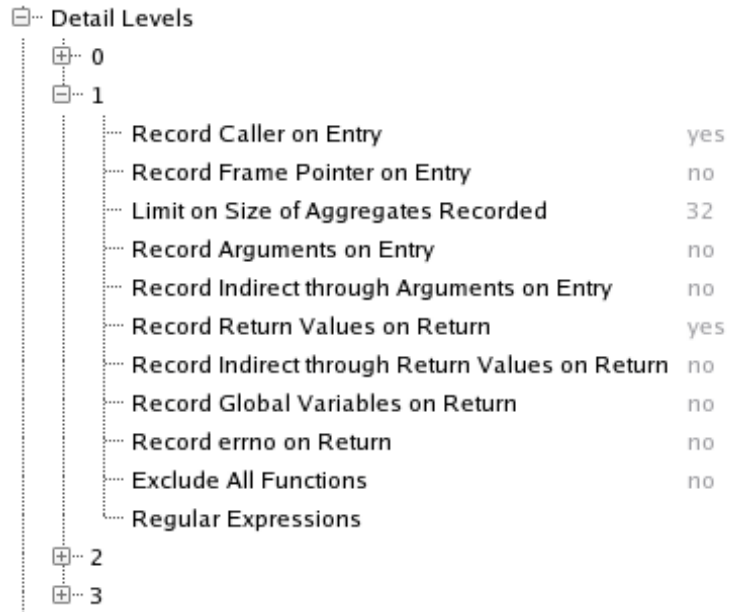 Detail Levels
0
1
Record Caller on Entry yes
Record Frame Pointer on Entry no
Limit on Size of Aggregates Recorded 32
Record Arguments on Entry no
Record Indirect through Arguments on Entry no
Record Return Values on Return yes
Record Indirect through Return Values on Return no
Record Global Variables on Return no
Record errno on Return no
Exclude All Functions no
Regular Expressions
2
3